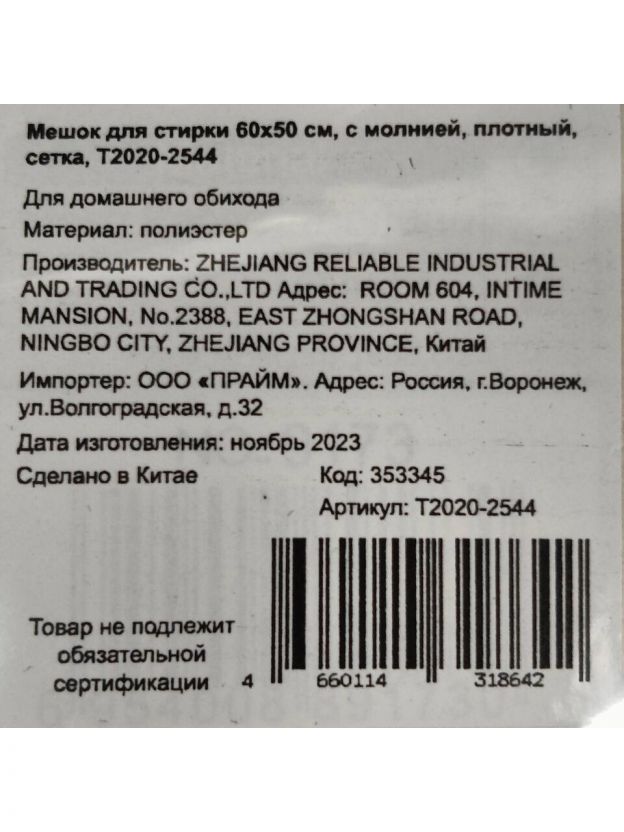 Мешок для стирки 60х50 см, с молнией, плотный,
сетка, Т2020-2544
Для домашнего обихода
Материал: полиэстер
Производитель: ZHEJIANG RELIABLE INDUSTRIAL
AND TRADING CO.,LTD Адрес: ROOM 604, INTIME
MANSION, No.2388, EAST ZHONGSHAN ROAD,
NINGBO CITY, ZHEJIANG PROVINCE, Китай
Импортер: ООО «ПРАЙМ». Адрес: Россия, г.Воронеж,
ул.Волгоградская, д.32
Дата изготовления: ноябрь 2023
Сделано в Китае Код: 353345
Артикул: Т2020-2544
Товар не подлежит
обязательной
сертификации
4 660114 318642